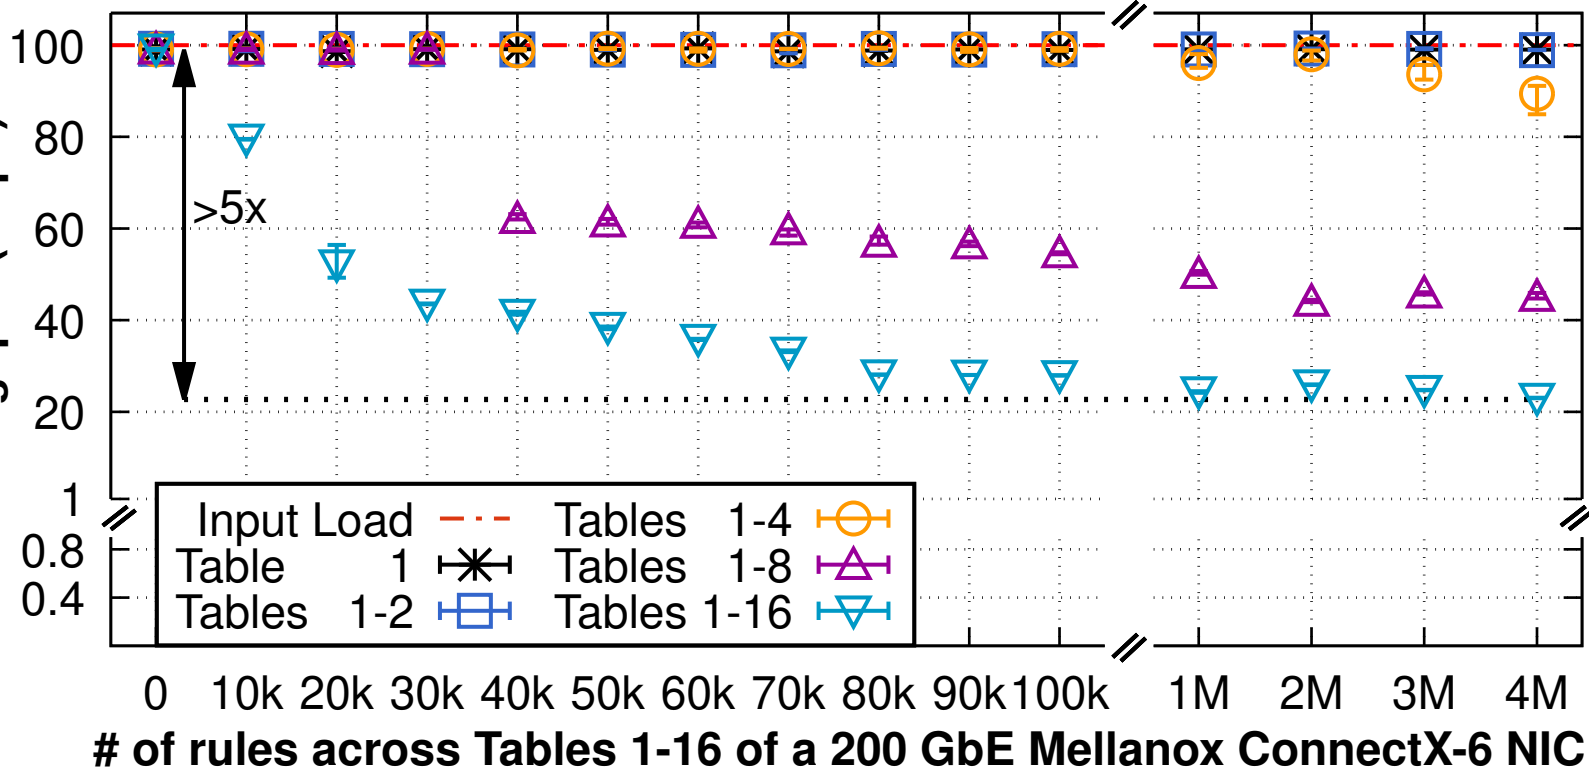 100
80
60
40
20
1
0.8
0.4
>5x
Input Load
Table 1
Tables 1-2
Tables 1-4
Tables 1-8
Tables 1-16
0 10k 20k 30k 40k 50k 60k 70k 80k 90k 100k 1M 2M 3M 4M
# of rules across Tables 1-16 of a 200 GbE Mellanox ConnectX-6 NIC